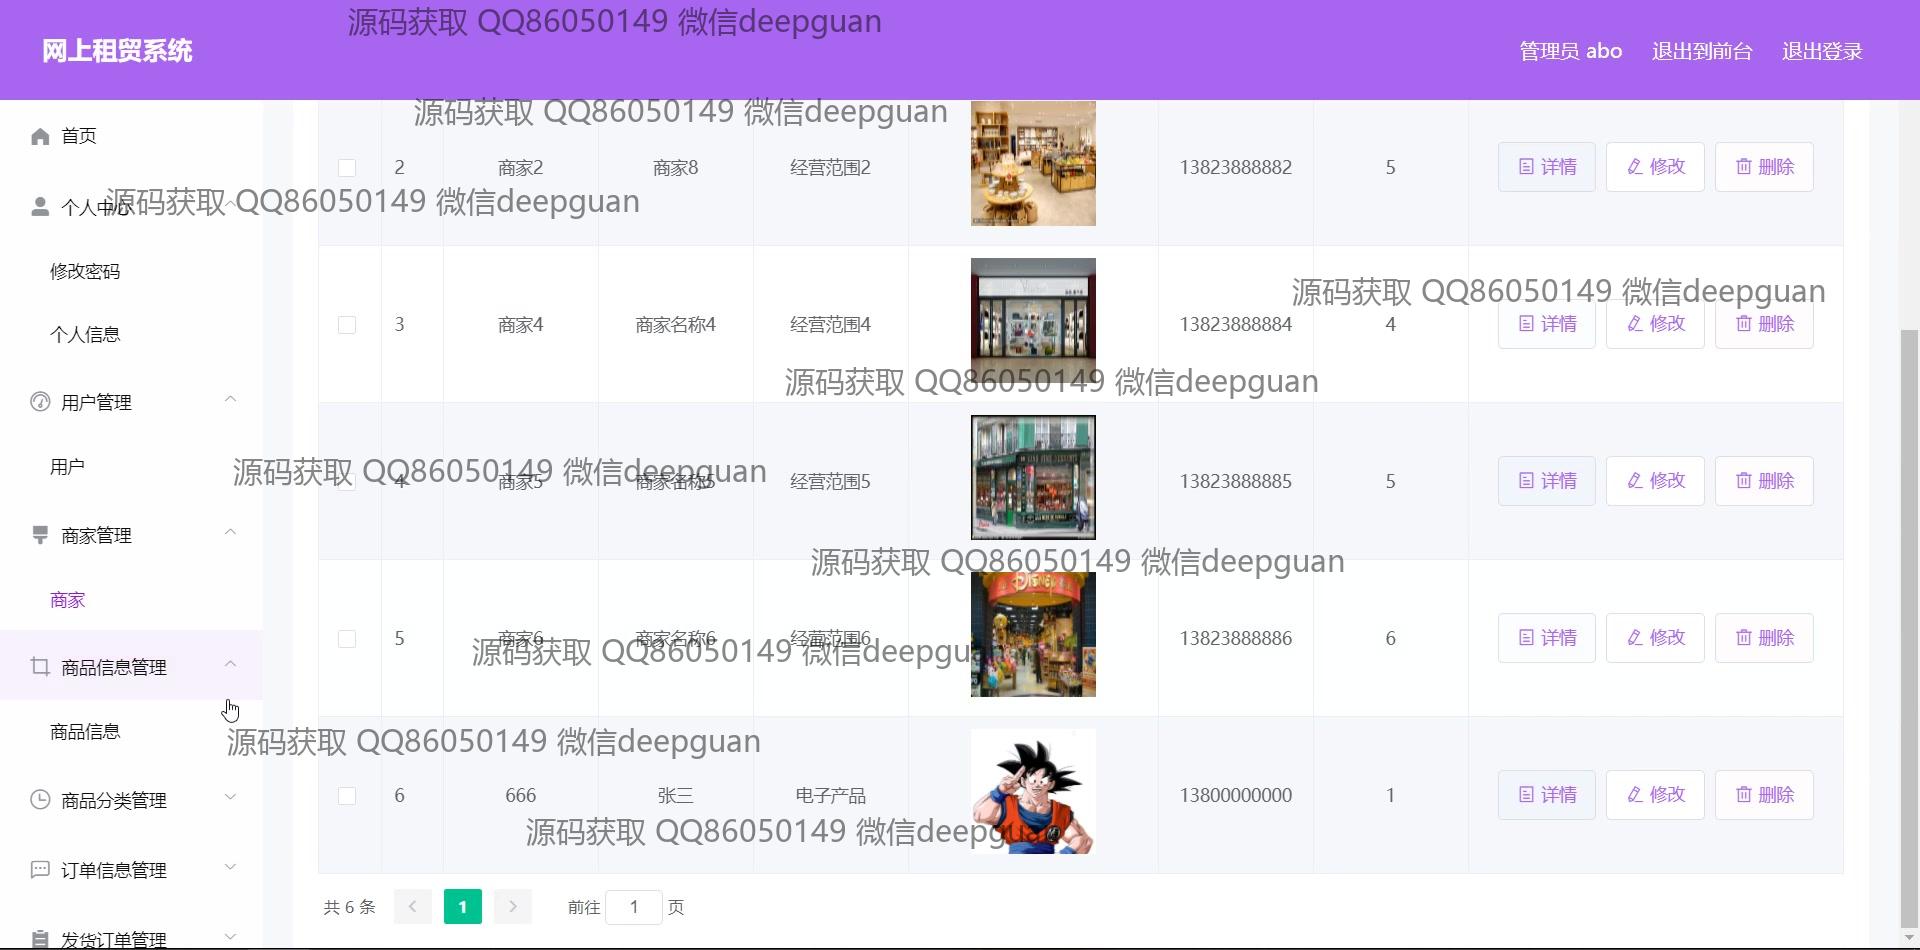 源码获取 QQ86050149 微信deepguan
网上租贸系统
管理员 abo 退出到前台 退出登录
源码获取 QQ86050149 微信deepguan
首页
2 商家2 商家8 经营范围2 13823888882 5 详情 修改 删除
个人中心
源码获取 QQ86050149 微信deepguan
修改密码
源码获取 QQ86050149 微信deepguan
3 商家4 商家名称4 经营范围4 13823888884 4 详情 修改 删除
个人信息
源码获取 QQ86050149 微信deepguan
用户管理
用户
源码获取 QQ86050149 微信deepguan
4 商家5 商家名称5 经营范围5 13823888885 5 详情 修改 删除
商家管理
源码获取 QQ86050149 微信deepguan
DISNEY
商家
5 商家6 商家名称6 经营范围6 13823888886 6 详情 修改 删除
源码获取 QQ86050149 微信deepguan
商品信息管理
商品信息
源码获取 QQ86050149 微信deepguan
6 666 张三 电子产品 13800000000 1 详情 修改 删除
商品分类管理
源码获取 QQ86050149 微信deepguan
订单信息管理
共 6 条 1 前往 1 页
发货订单管理